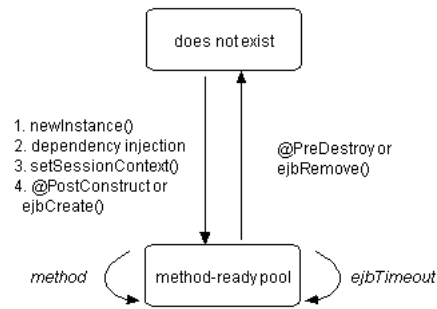 does not exist
1. newInstance()
2. dependency injection
3. setSessionContext()
4. @PostConstruct or
ejbCreate()
@PreDestroy or
ejbRemove()
method
method-ready pool
ejbTimeout